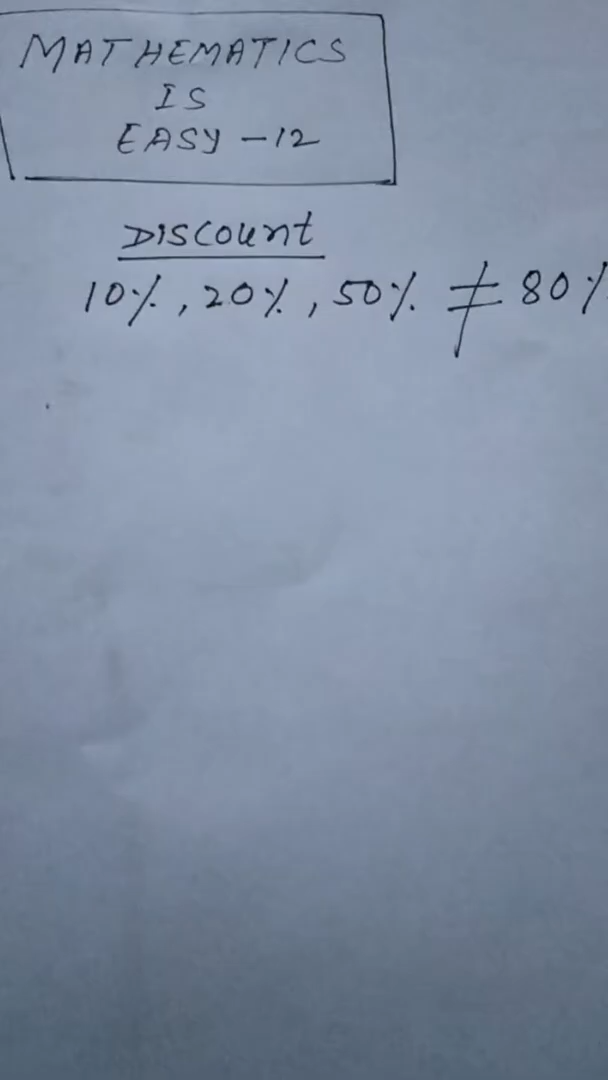 MATHEMATICS
IS
EASY - 12
DISCOUNT
10%, 20%, 50% ≠ 80%